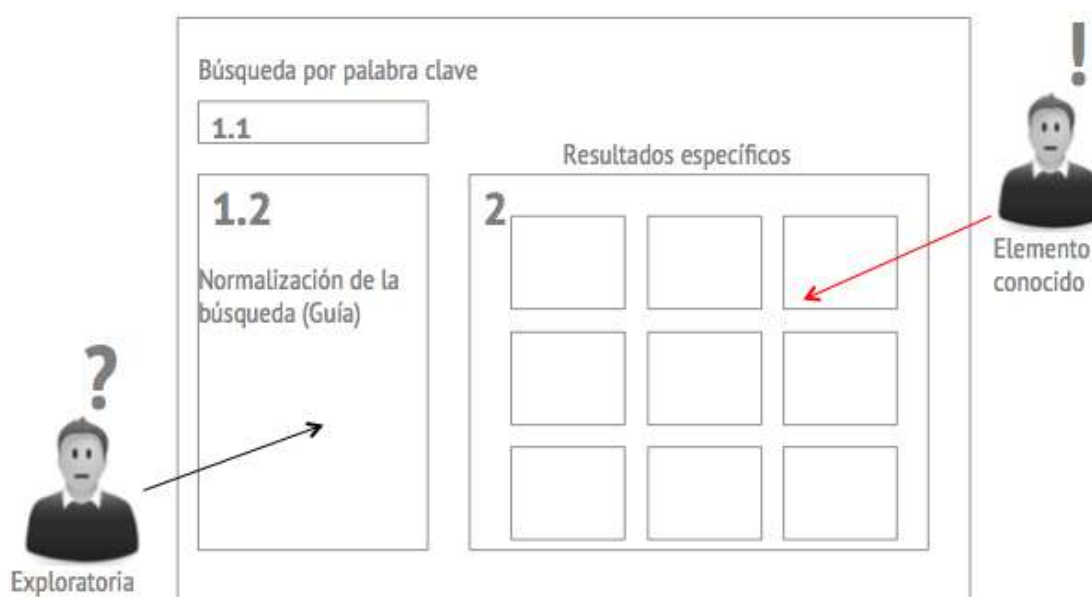 Búsqueda por palabra clave
1.1
Resultados específicos
1.2
2
Normalización de la
búsqueda (Guía)
!
Elemento
conocido
?
Exploratoria